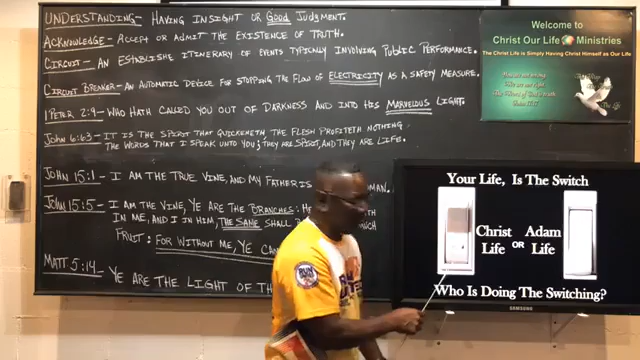 UNDERSTANDING - HAVING INSIGHT OR GOOD JUDGMENT.
ACKNOWLEDGE - ACCEPT OR ADMIT THE EXISTENCE OF TRUTH.
CIRCUIT - AN ESTABLISHE ITINERARY OF EVENTS TYPICALLY INVOLVING PUBLIC PERFORMANCE.
CIRCUIT BREAKER - AN AUTOMATIC DEVICE FOR STOPPING THE FLOW OF ELECTRICITY AS A SAFETY MEASURE.
1 PETER 2:9 - WHO HATH CALLED YOU OUT OF DARKNESS AND INTO HIS MARVELOUS LIGHT.
JOHN 6:63 - IT IS THE SPIRIT THAT QUICKENETH THE FLESH PROFITETH NOTHING
THE WORDS THAT I SPEAK UNTO YOU, THEY ARE SPIRIT, AND THEY ARE LIFE.
JOHN 15:1 - I AM THE TRUE VINE, AND MY FATHER IS
JOHN 15:5 - I AM THE VINE, YE ARE THE BRANCHES:
IN ME, AND I IN HIM, THE SAME SHALL
FRUIT: FOR WITHOUT ME, YE CAN
MATT 5:14 - YE ARE THE LIGHT OF TH
Welcome to
Christ Our Life Ministries
The Christ Life is Simply Having Christ Himself as Our Life
The Way
The Life
Your Life, Is The Switch
Christ Life
OR
Adam Life
Who Is Doing The Switching?
SAMSUNG